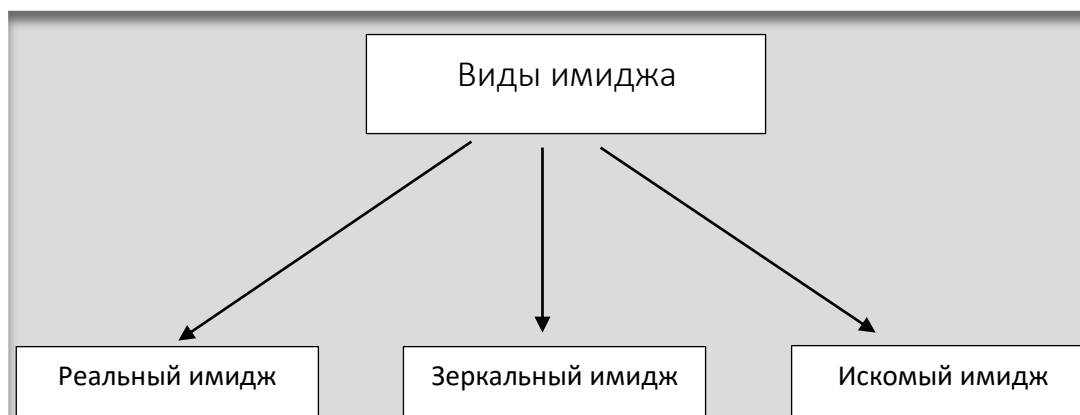 Виды имиджа
Реальный имидж
Зеркальный имидж
Искомый имидж